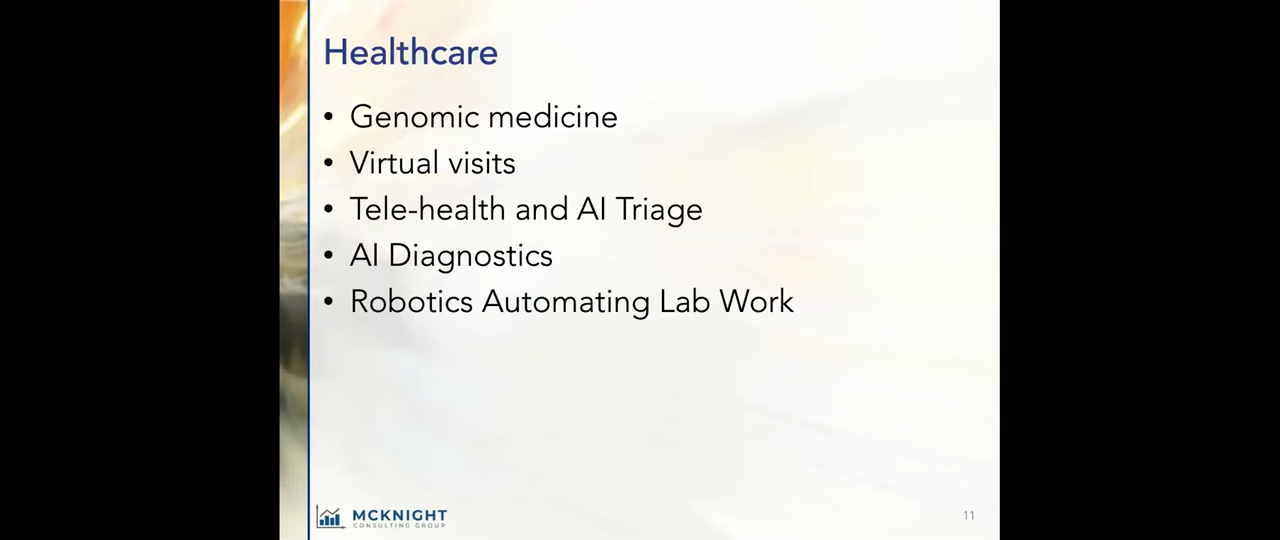 Healthcare
• Genomic medicine
• Virtual visits
• Tele-health and AI Triage
• AI Diagnostics
• Robotics Automating Lab Work
MCKNIGHT
CONSULTING GROUP
11